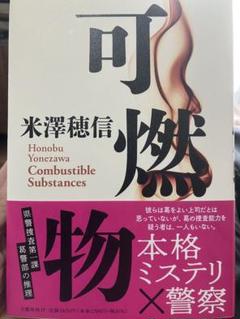 可燃物
米澤穂信
Honobu
Yonezawa
Combustible
Substances
県警捜査第一課
葛警部の推理
彼らは葛をよい上司だとは
思っていないが、葛の捜査能力を
疑う者は、一人もいない。
本格
ミステリ
×警察